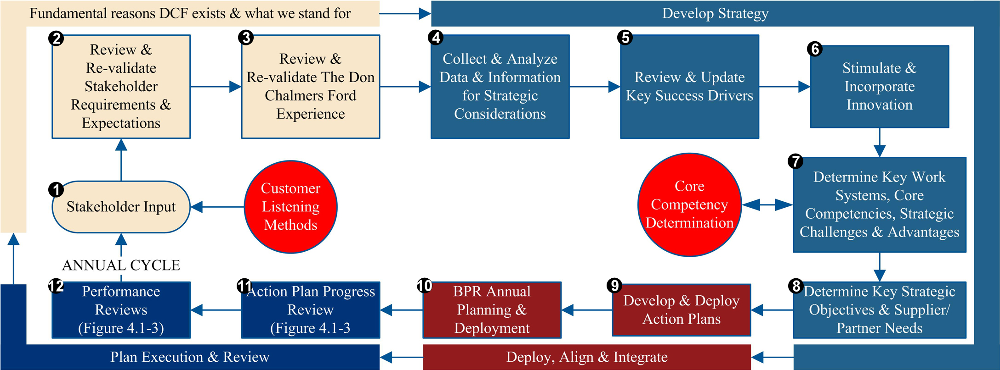 Fundamental reasons DCF exists & what we stand for
Develop Strategy
2
Review &
Re-validate
Stakeholder
Requirements &
Expectations
3
Review &
Re-validate The Don
Chalmers Ford
Experience
4
Collect & Analyze
Data & Information
for Strategic
Considerations
5
Review & Update
Key Success Drivers
6
Stimulate &
Incorporate
Innovation
1
Stakeholder Input
Customer
Listening
Methods
Core
Competency
Determination
7
Determine Key Work
Systems, Core
Competencies, Strategic
Challenges & Advantages
ANNUAL CYCLE
12
Performance
Reviews
(Figure 4.1-3)
11
Action Plan Progress
Review
(Figure 4.1-3
10
BPR Annual
Planning &
Deployment
9
Develop & Deploy
Action Plans
8
Determine Key Strategic
Objectives & Supplier/
Partner Needs
Plan Execution & Review
Deploy, Align & Integrate